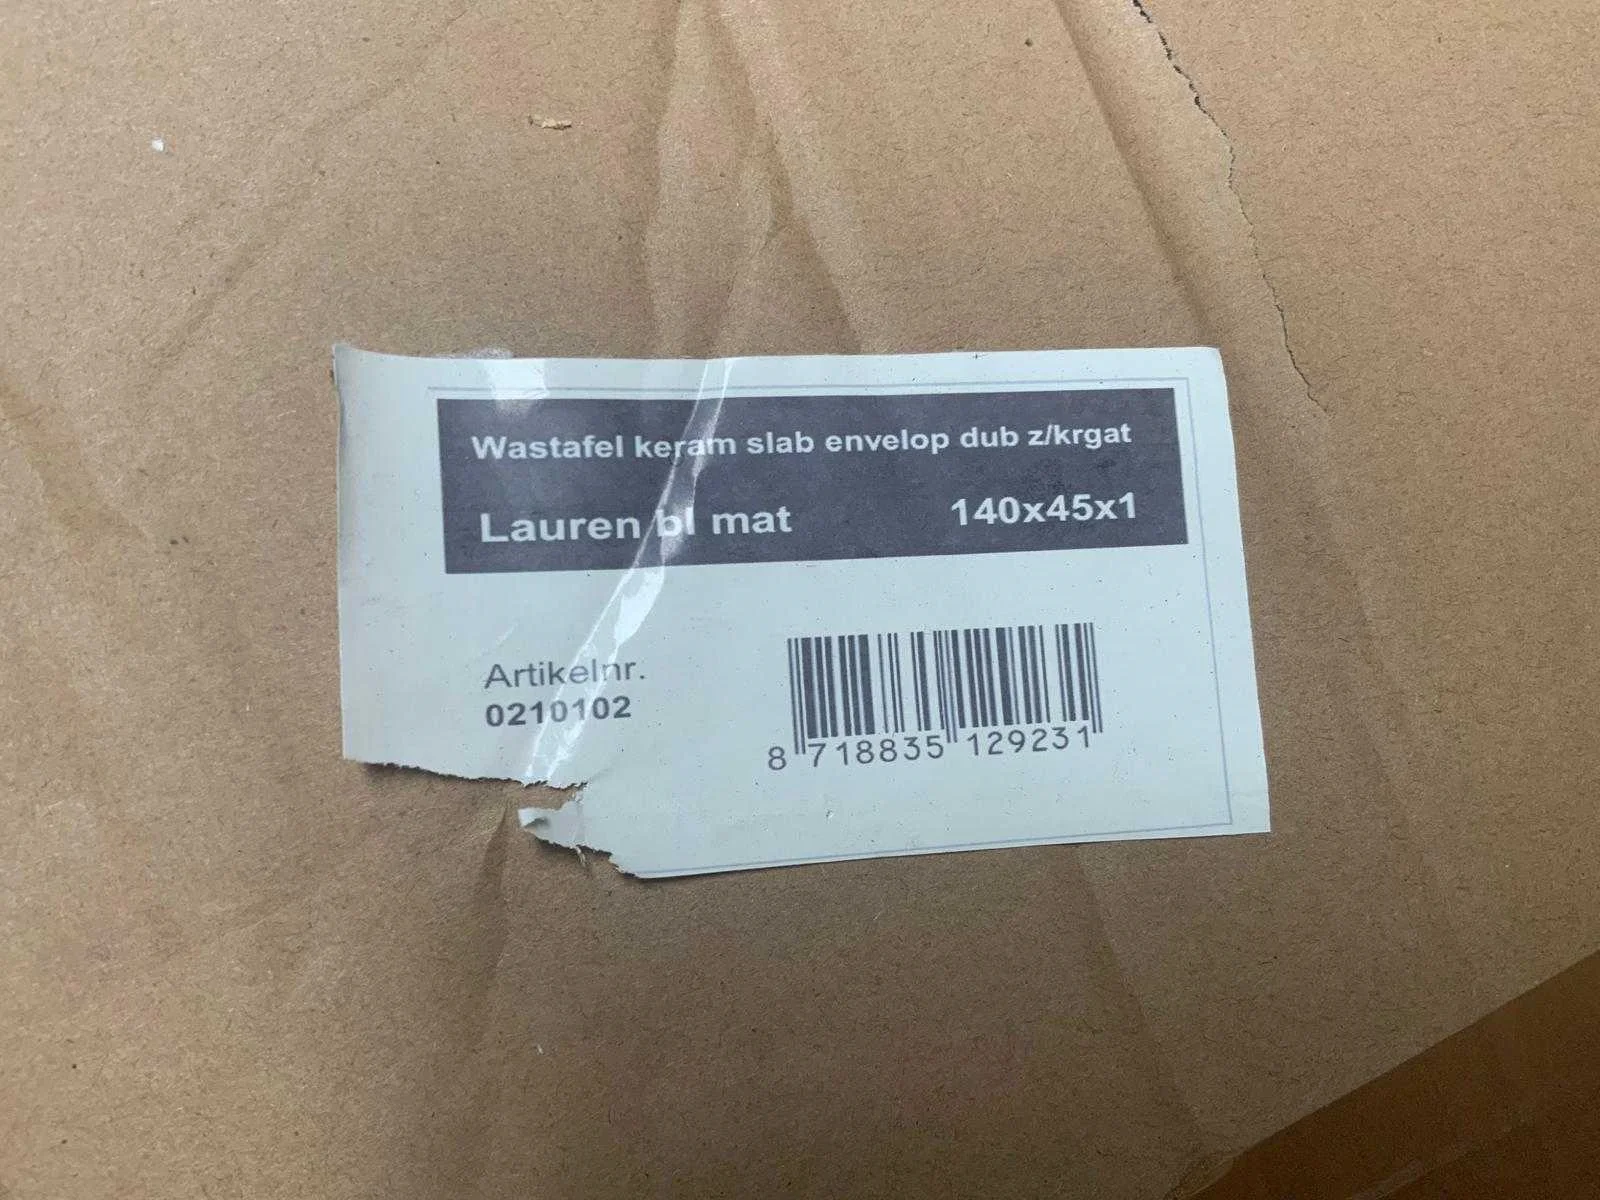 Wastafel keram slab envelop dub z/krgat
Lauren bl mat 140x45x1
Artikelnr.
0210102
8 718835 129231